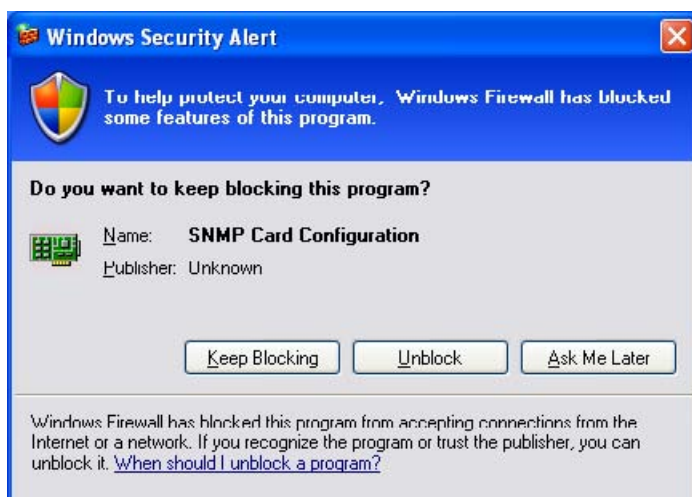 Windows Security Alert
To help protect your computer, Windows Firewall has blocked
some features of this program.
Do you want to keep blocking this program?
Name: SNMP Card Configuration
Publisher: Unknown
Keep Blocking Unblock Ask Me Later
Windows Firewall has blocked this program from accepting connections from the
Internet or a network. If you recognize the program or trust the publisher, you can
unblock it. When should I unblock a program?